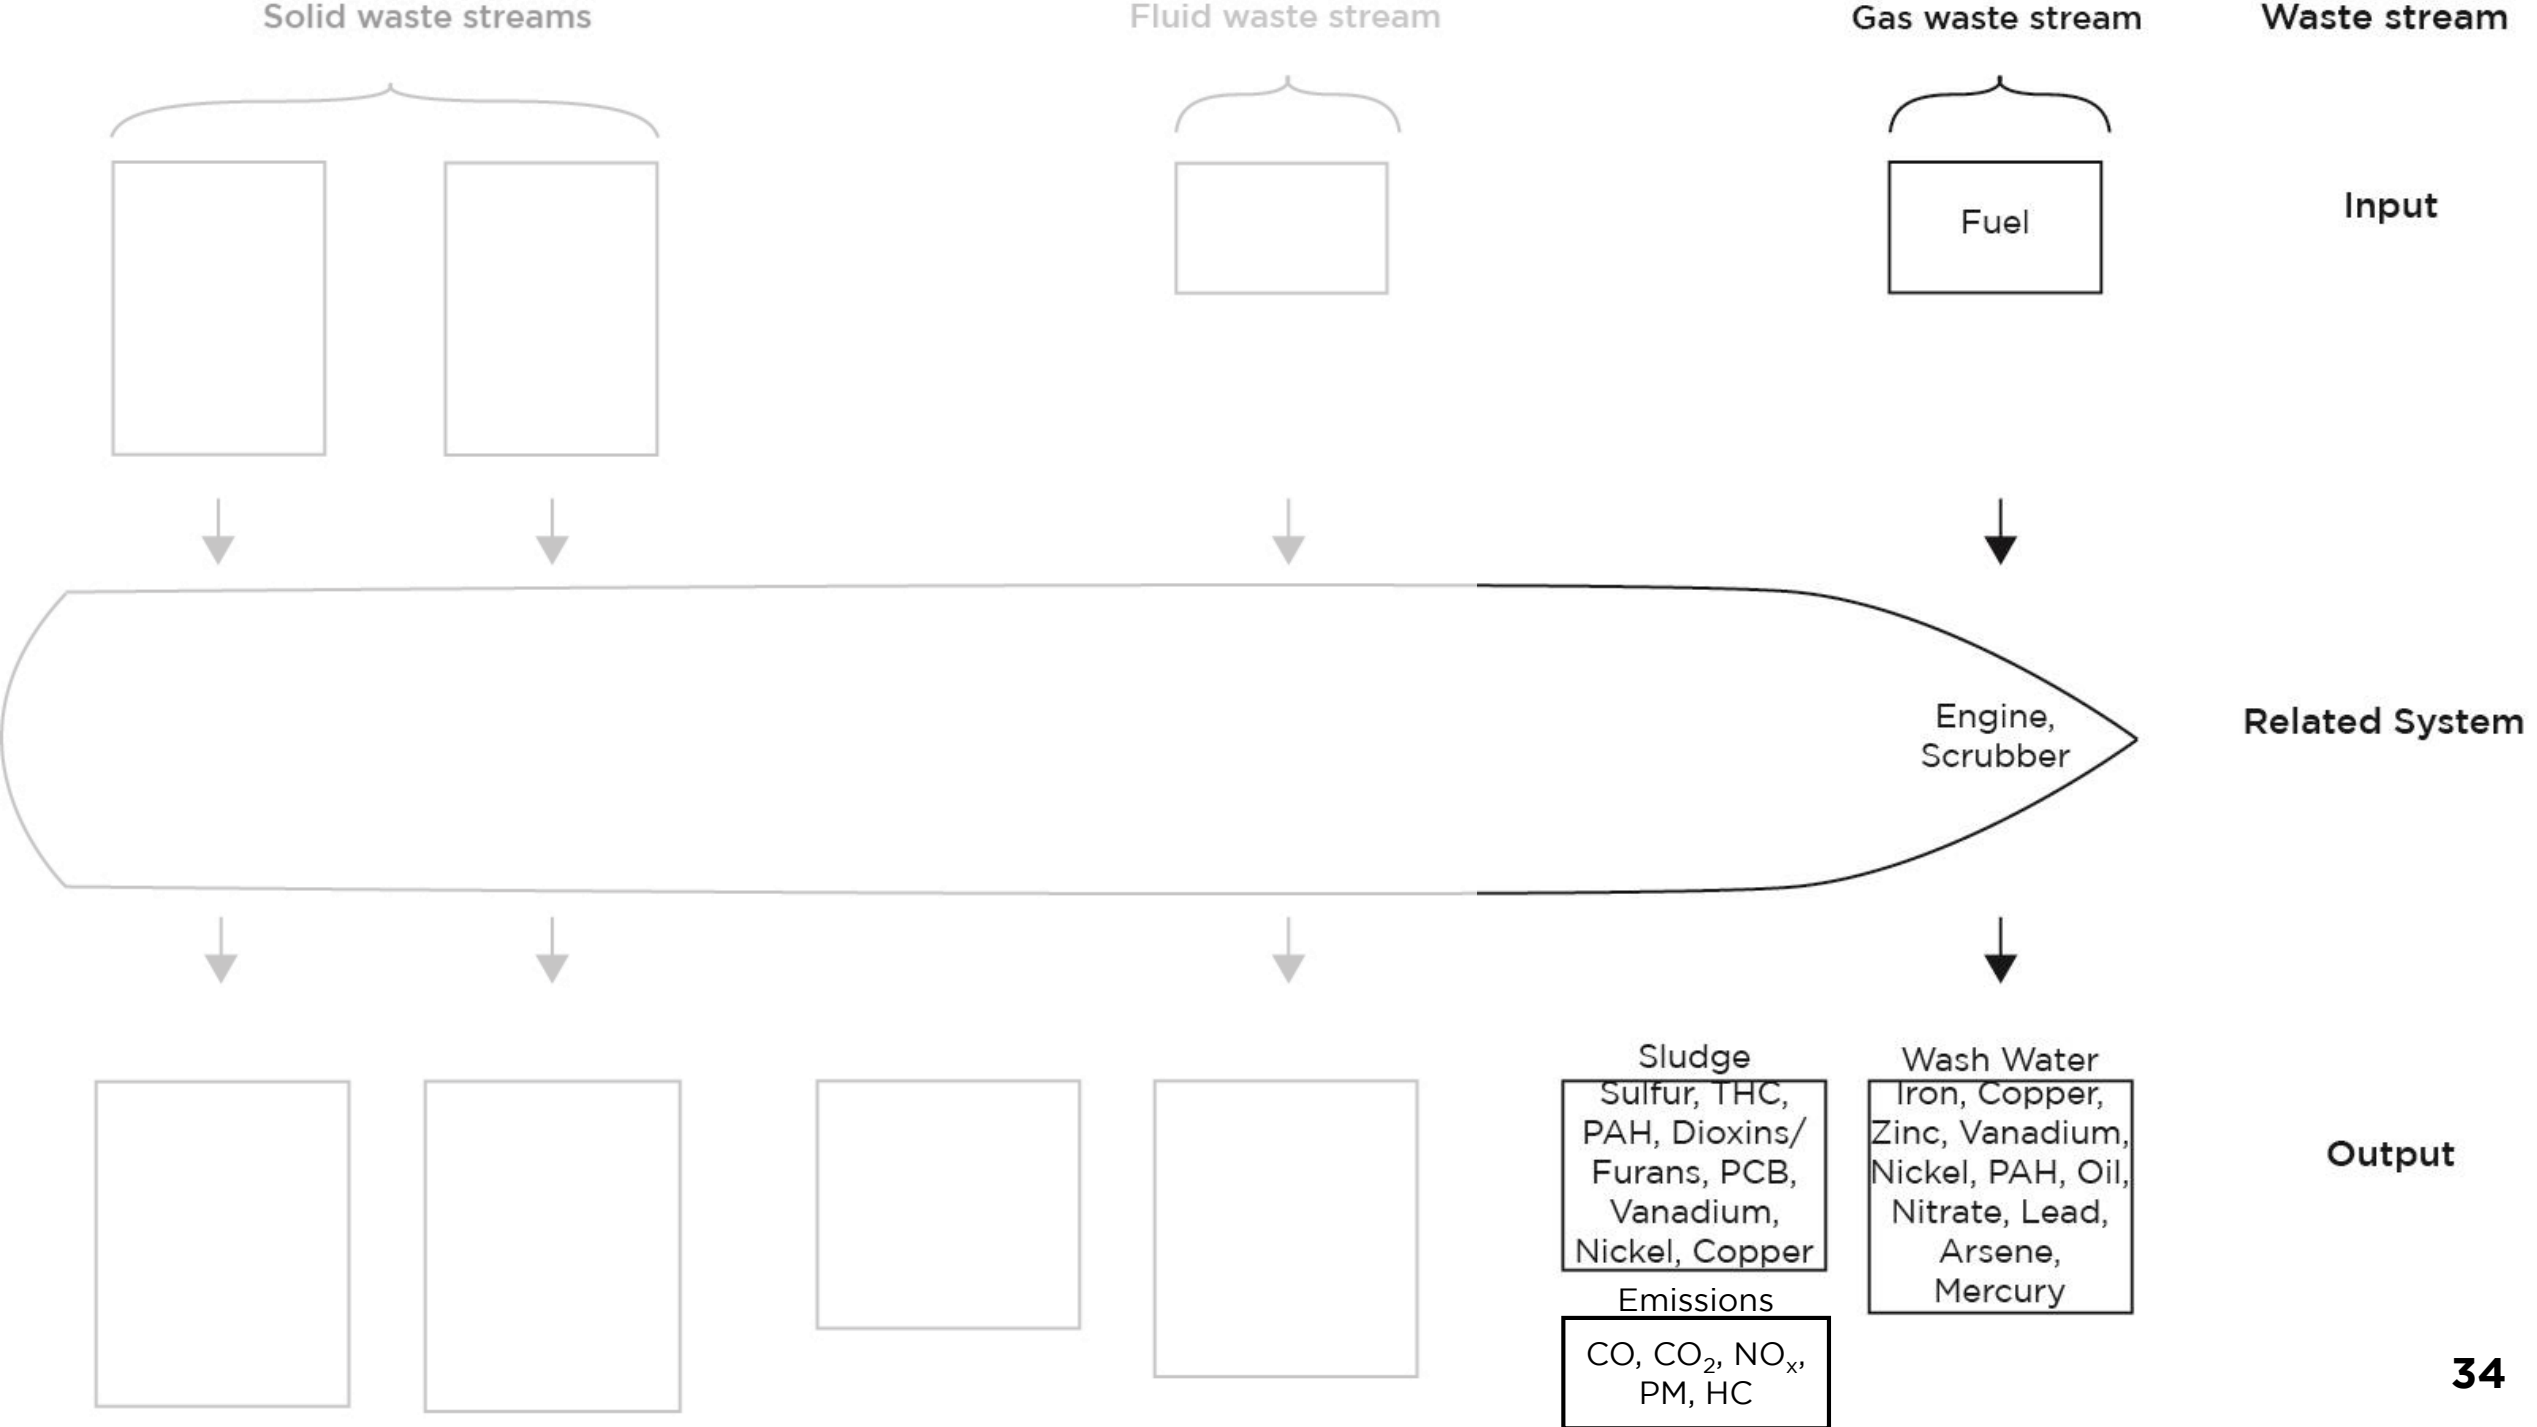 Solid waste streams
Fluid waste stream
Gas waste stream
Waste stream
Fuel
Input
Engine,
Scrubber
Related System
Sludge
Sulfur, THC,
PAH, Dioxins/
Furans, PCB,
Vanadium,
Nickel, Copper
Emissions
CO, CO₂, NOₓ,
PM, HC
Wash Water
Iron, Copper,
Zinc, Vanadium,
Nickel, PAH, Oil,
Nitrate, Lead,
Arsene,
Mercury
Output
34